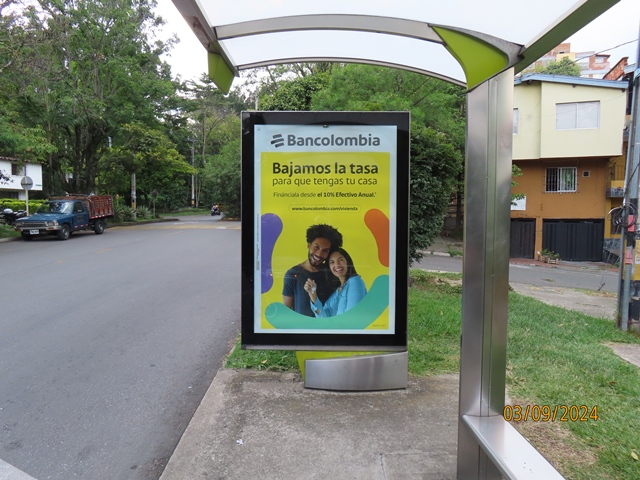 Bancolombia
Bajamos la tasa
para que tengas tu casa
Finánciala desde el 10% Efectivo Anual.*
www.bancolombia.com/vivienda
03/09/2024